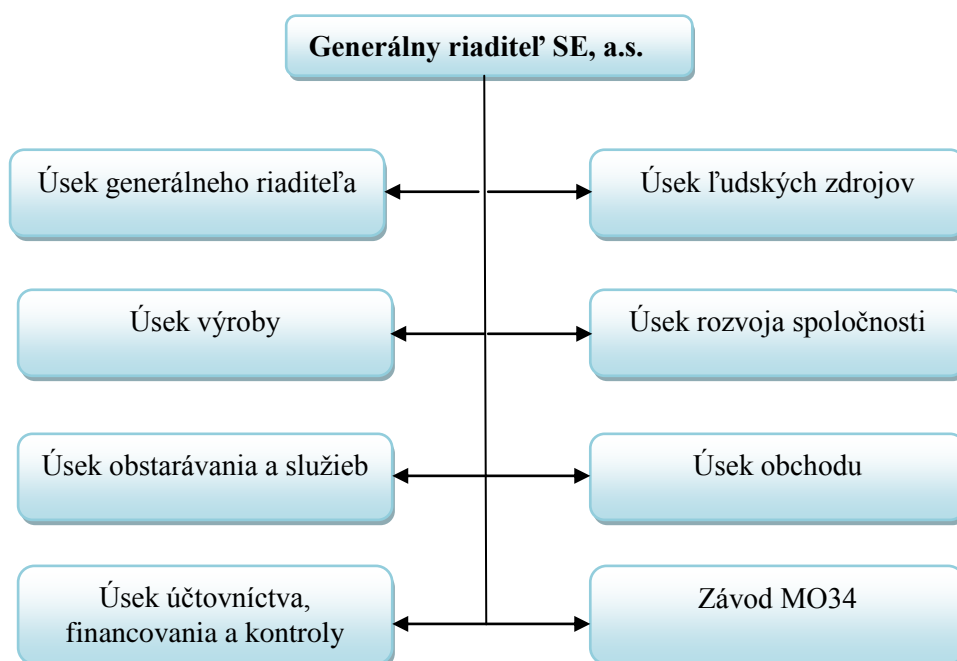 Generálny riaditeľ SE, a.s.
Úsek generálneho riaditeľa
Úsek ľudských zdrojov
Úsek výroby
Úsek rozvoja spoločnosti
Úsek obstarávania a služieb
Úsek obchodu
Úsek účtovníctva,
financovania a kontroly
Závod MO34